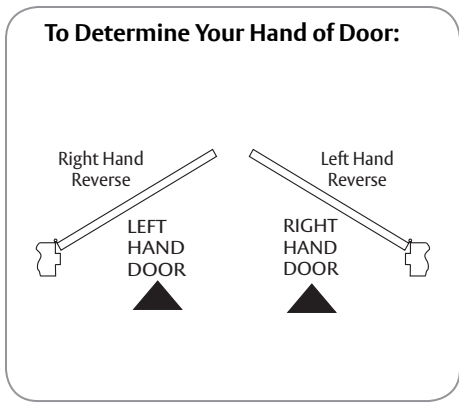 To Determine Your Hand of Door:
Right Hand
Reverse
Left Hand
Reverse
LEFT
HAND
DOOR
RIGHT
HAND
DOOR